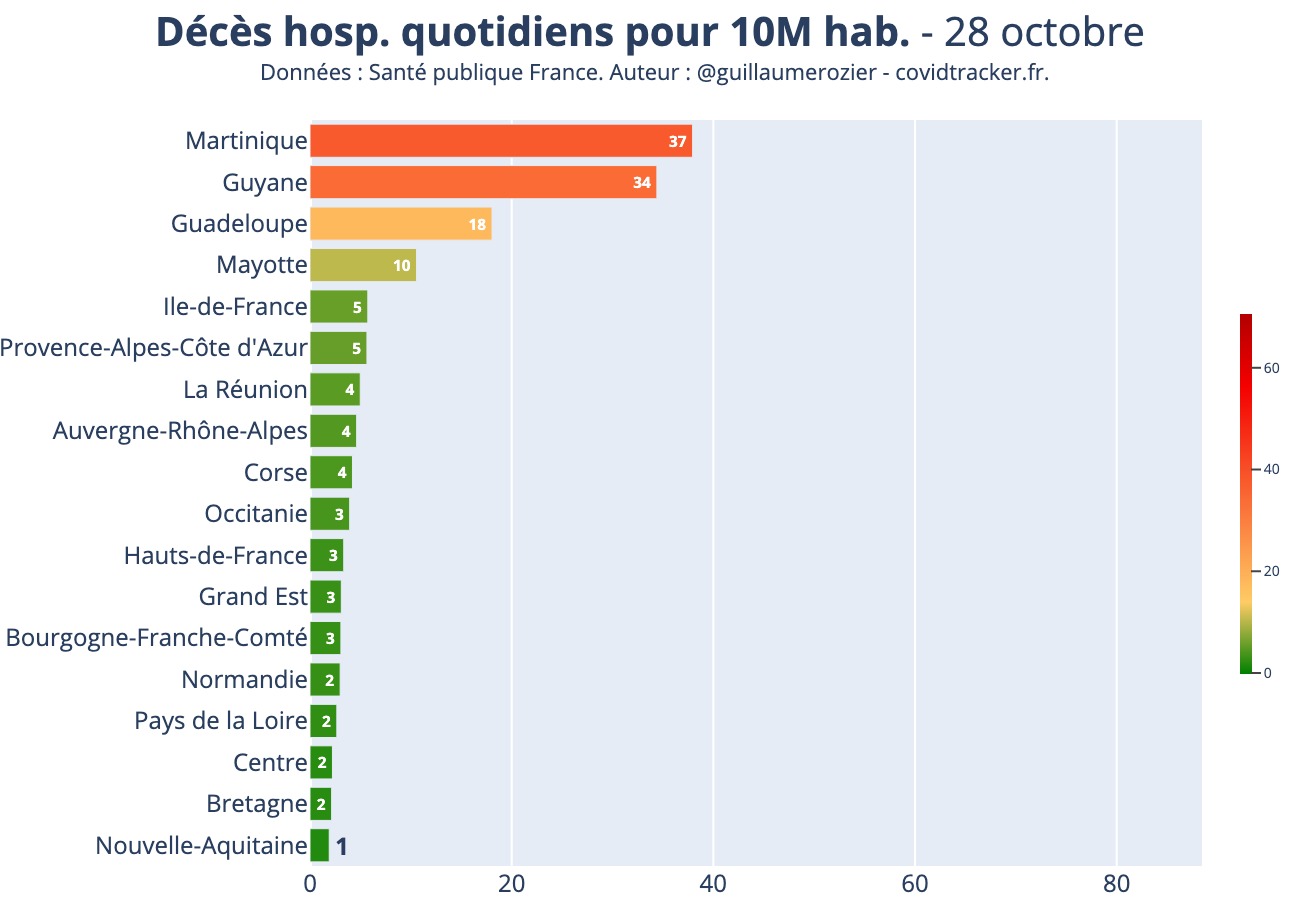 Décès hosp. quotidiens pour 10M hab. - 28 octobre
Données : Santé publique France. Auteur : @guillaumerozier - covidtracker.fr.
Martinique 37
Guyane 34
Guadeloupe 18
Mayotte 10
Ile-de-France 5
Provence-Alpes-Côte d'Azur 5
La Réunion 4
Auvergne-Rhône-Alpes 4
Corse 4
Occitanie 3
Hauts-de-France 3
Grand Est 3
Bourgogne-Franche-Comté 3
Normandie 2
Pays de la Loire 2
Centre 2
Bretagne 2
Nouvelle-Aquitaine 1
0 20 40 60 80
60
40
20
0